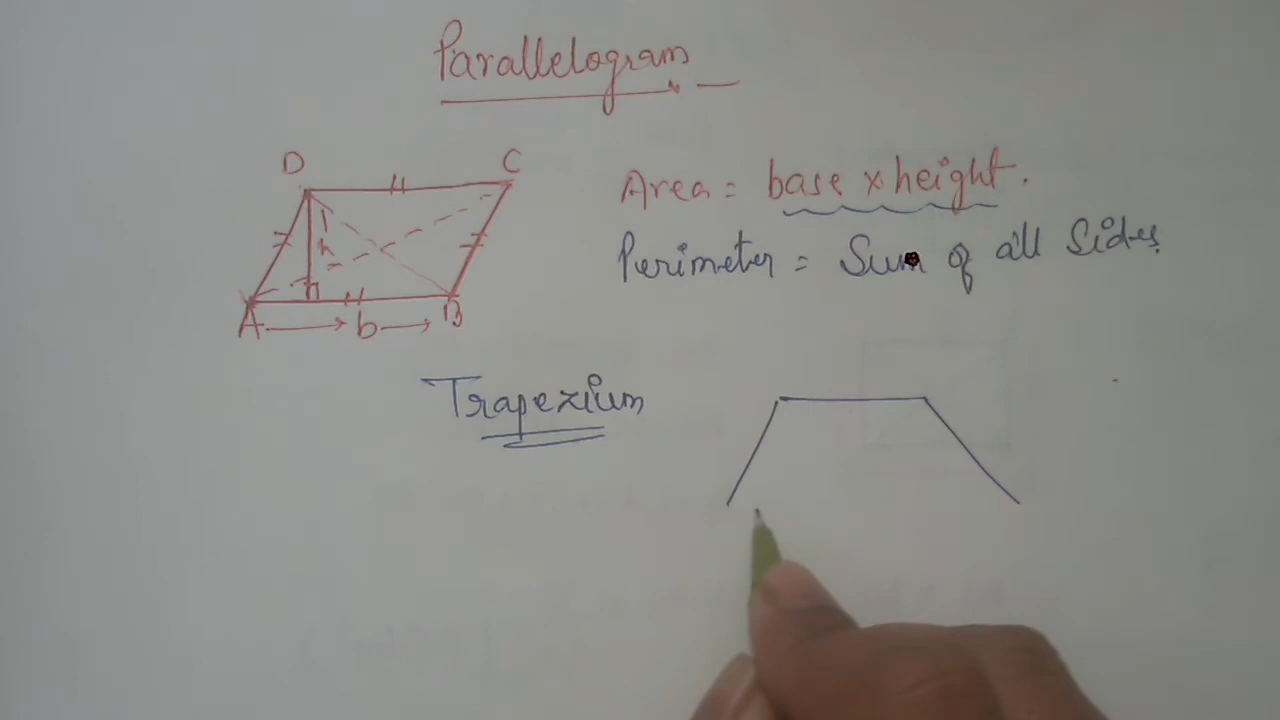 Parallelogram -
D C
h
A b B
Area = base × height.
Perimeter = Sum of all Sides.
Trapezium